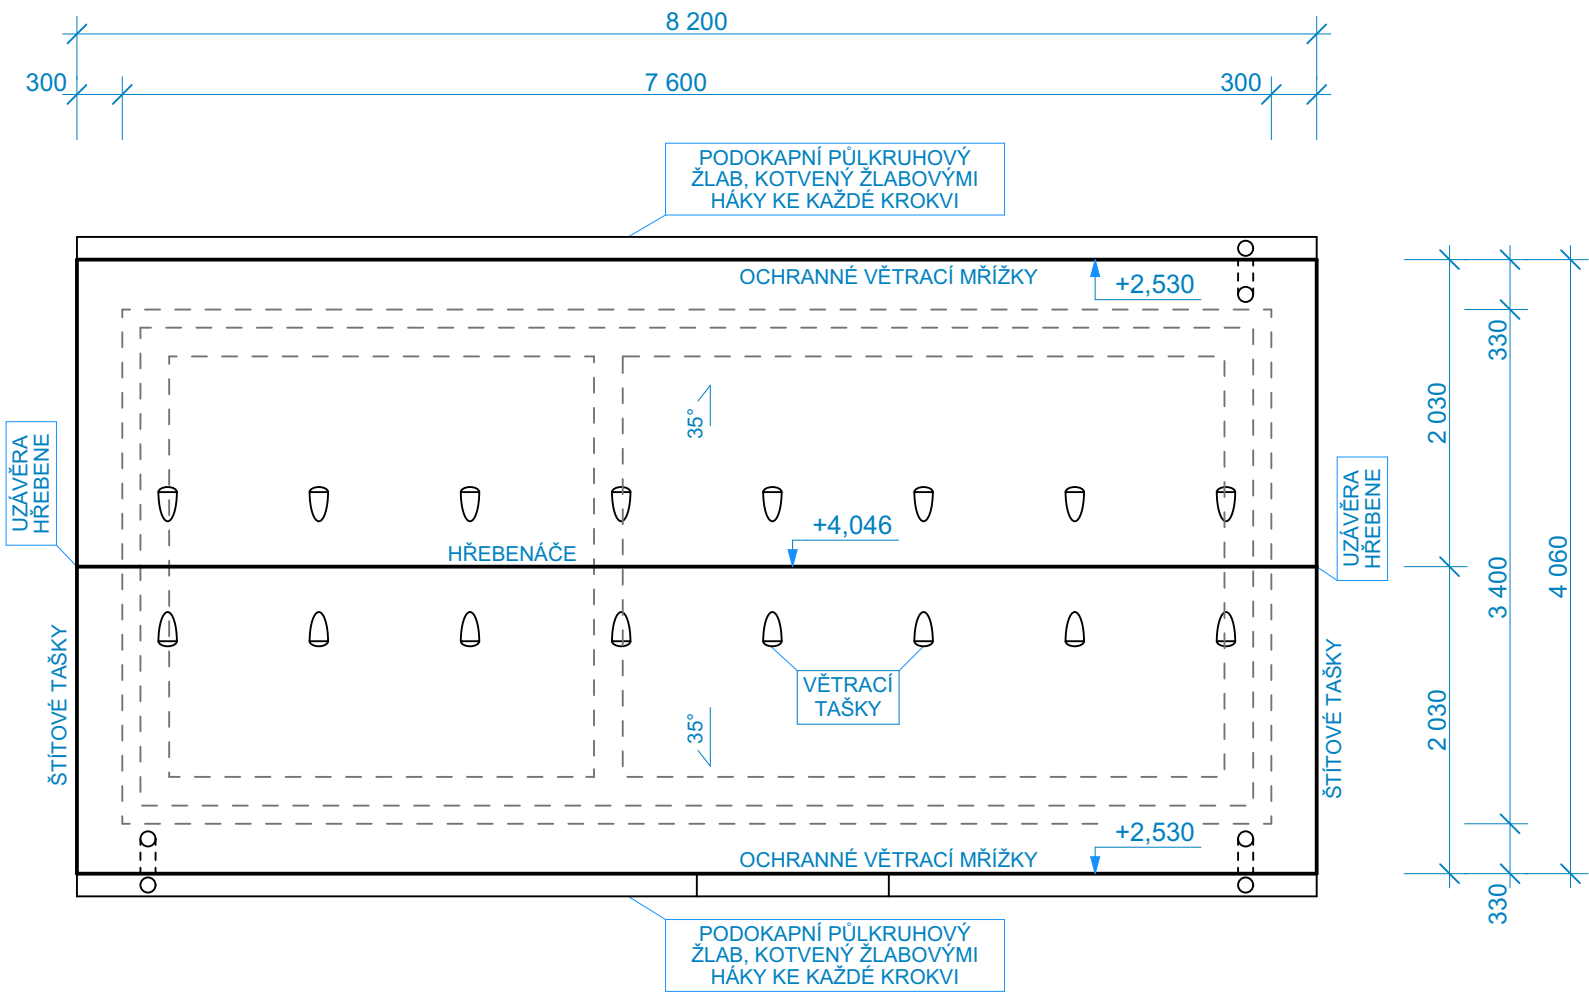 8 200
300
7 600
300
PODOKAPNÍ PŮLKRUHOVÝ
ŽLAB, KOTVENÝ ŽLABOVÝMI
HÁKY KE KAŽDÉ KROKVI
OCHRANNÉ VĚTRACÍ MŘÍŽKY
+2,530
330
35°
2 030
UZÁVĚRA
HŘEBENE
UZÁVĚRA
HŘEBENE
+4,046
HŘEBENÁČE
3 400
4 060
ŠTÍTOVÉ TAŠKY
VĚTRACÍ
TAŠKY
35°
ŠTÍTOVÉ TAŠKY
2 030
+2,530
OCHRANNÉ VĚTRACÍ MŘÍŽKY
330
PODOKAPNÍ PŮLKRUHOVÝ
ŽLAB, KOTVENÝ ŽLABOVÝMI
HÁKY KE KAŽDÉ KROKVI